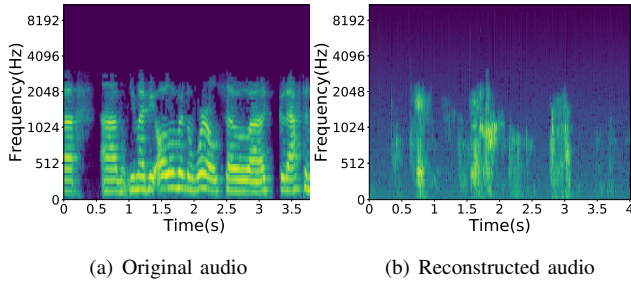 Frequency(Hz)
8192
4096
2048
1024
512
0
0 0.5 1 1.5 2 2.5 3 3.5
Time(s)
(a) Original audio
Frequency(Hz)
8192
4096
2048
1024
512
0
0 0.5 1 1.5 2 2.5 3 3.5 4
Time(s)
(b) Reconstructed audio